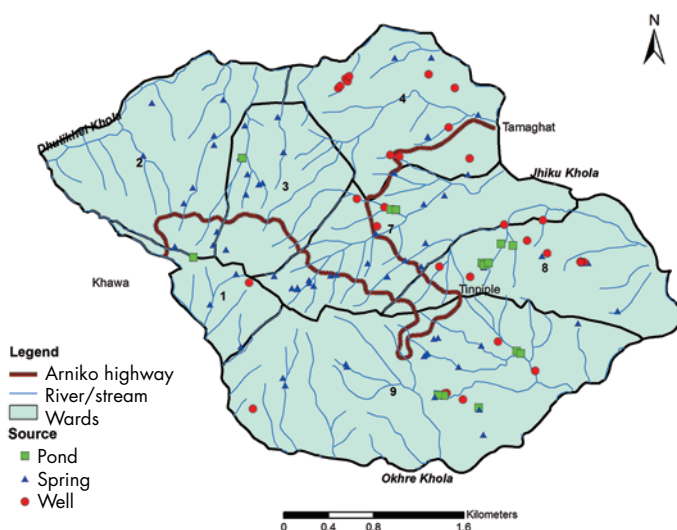 N
4
Tamaghat
Dhulikhel Khola
2
3
Jhiku Khola
7
8
Khawa
1
Tinpiple
9
Okhre Khola
Legend
Arniko highway
River/stream
Wards
Source
Pond
Spring
Well
Kilometers
0 0.4 0.8 1.6